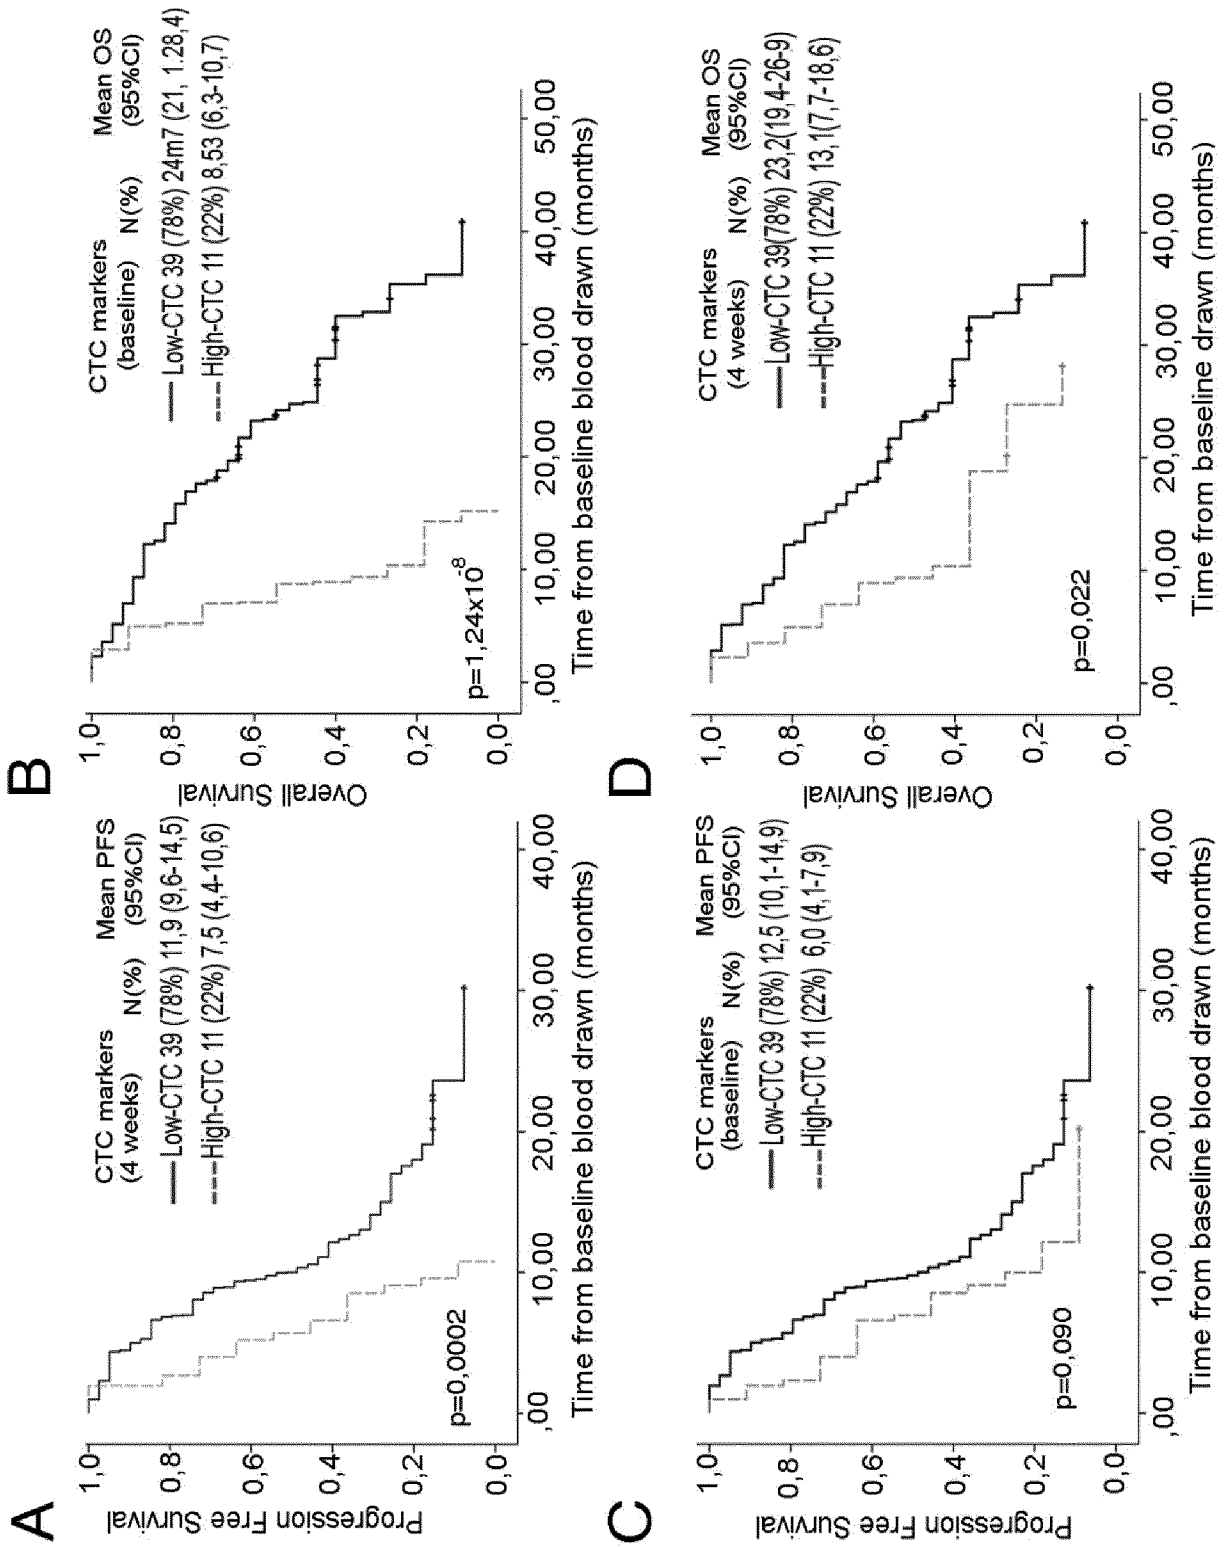 A
Progression Free Survival
1,0
0,8
0,6
0,4
0,2
0,0
CTC markers N(%) Mean PFS
(4 weeks) (95%CI)
Low-CTC 39 (78%) 11,9 (9,6-14,5)
High-CTC 11 (22%) 7,5 (4,4-10,6)
p=0,0002
,00 10,00 20,00 30,00 40,00
Time from baseline blood drawn (months)
B
Overall Survival
1,0
0,8
0,6
0,4
0,2
0,0
CTC markers N(%) Mean OS
(baseline) (95%CI)
Low-CTC 39 (78%) 24m7 (21, 1.28,4)
High-CTC 11 (22%) 8,53 (6,3-10,7)
p=1,24x10-8
,00 10,00 20,00 30,00 40,00 50,00
Time from baseline blood drawn (months)
C
Progression Free Survival
1,0
0,8
0,6
0,4
0,2
0,0
CTC markers N(%) Mean PFS
(baseline) (95%CI)
Low-CTC 39 (78%) 12,5 (10,1-14,9)
High-CTC 11 (22%) 6,0 (4,1-7,9)
p=0,090
,00 10,00 20,00 30,00 40,00
Time from baseline blood drawn (months)
D
Overall Survival
1,0
0,8
0,6
0,4
0,2
0,0
CTC markers N(%) Mean OS
(4 weeks) (95%CI)
Low-CTC 39(78%) 23,2(19,4-26-9)
High-CTC 11 (22%) 13,1(7,7-18,6)
p=0,022
,00 10,00 20,00 30,00 40,00 50,00
Time from baseline drawn (months)